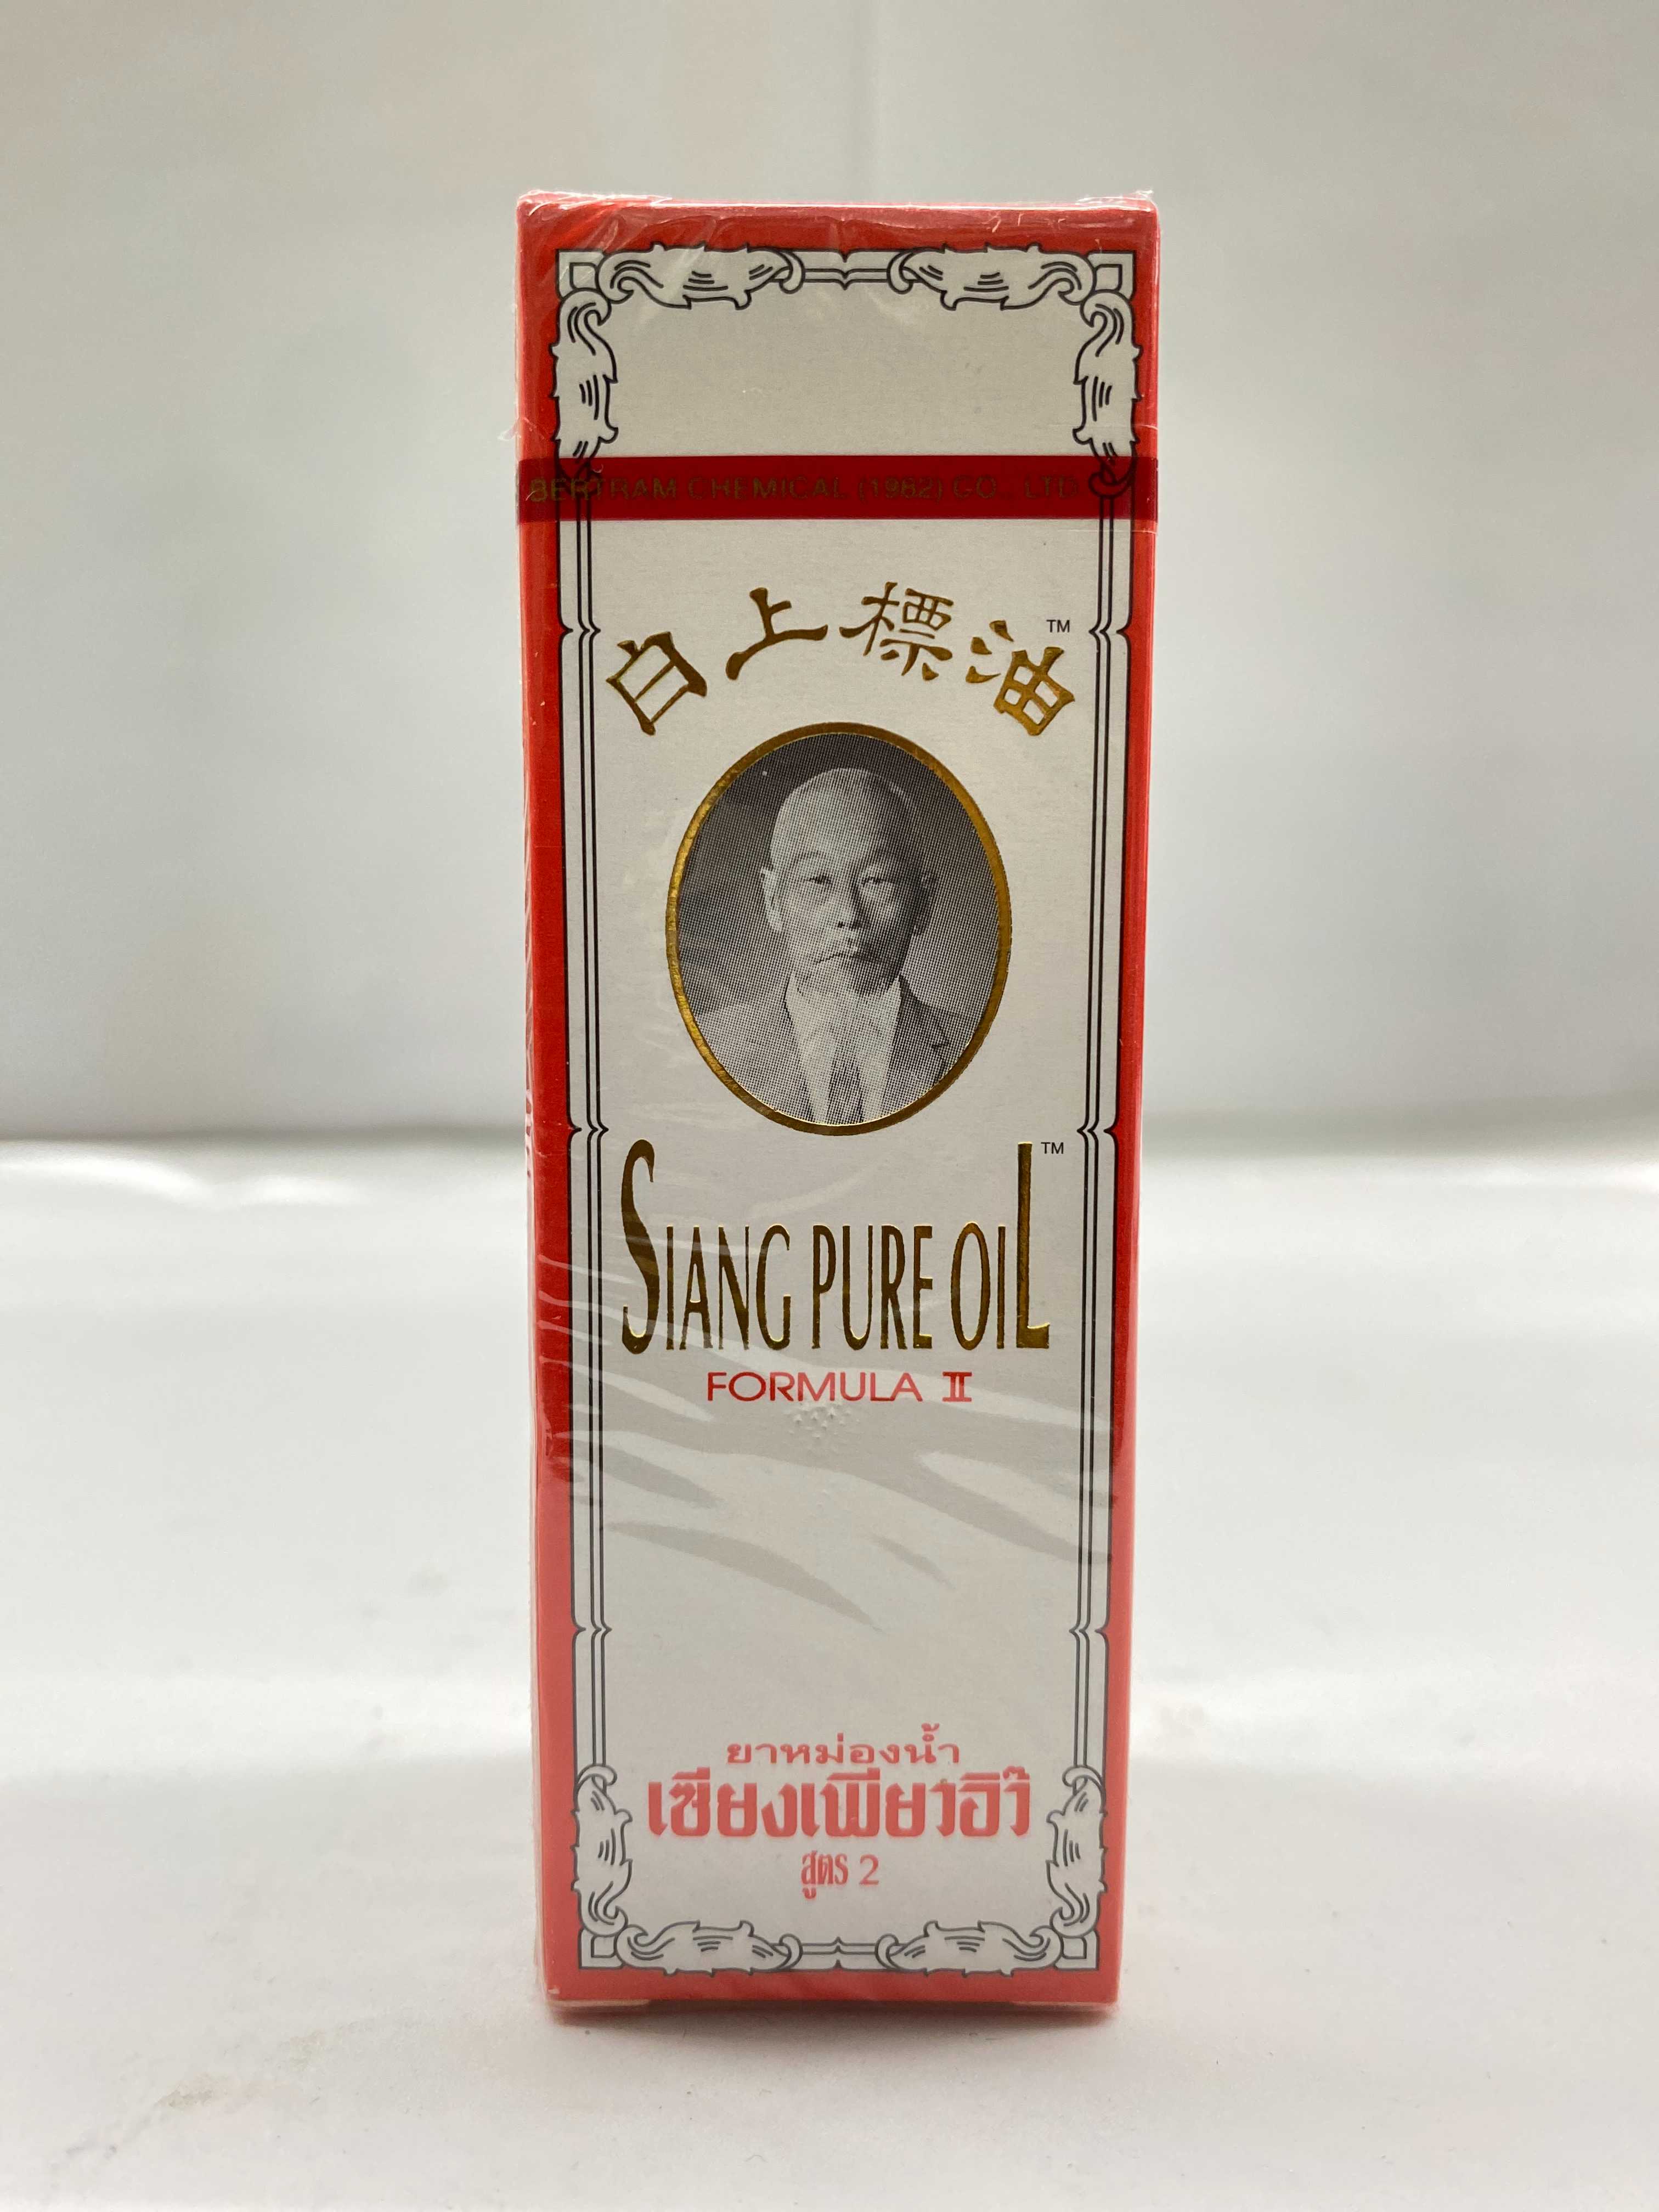 BERTRAM CHEMICAL (1982) CO., LTD
白上標油™
SIANG PURE OIL™
FORMULA II
ยาหม่องน้ำ
เซียงเพียวอิ๊ว
สูตร 2